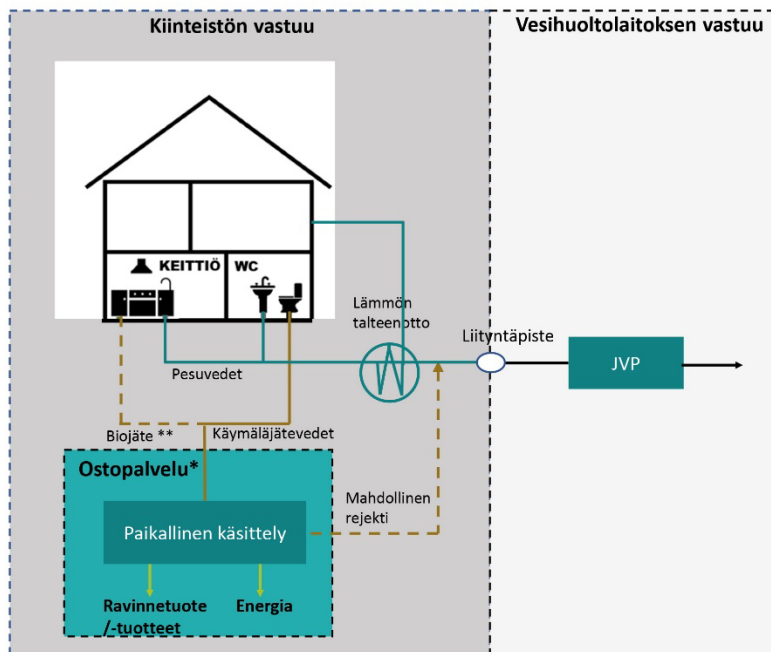 Kiinteistön vastuu
Vesihuoltolaitoksen vastuu
KEITTIÖ
WC
Lämmön
talteenotto
Liityntäpiste
JVP
Pesuvedet
Biojäte **
Käymäläjätevedet
Ostopalvelu*
Mahdollinen
rejekti
Paikallinen käsittely
Ravinnetuote
/-tuotteet
Energia